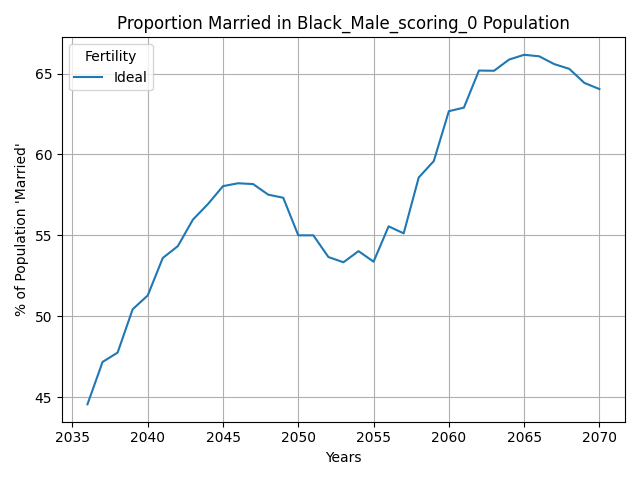 Proportion Married in Black_Male_scoring_0 Population
Fertility
Ideal
% of Population 'Married'
65
60
55
50
45
2035 2040 2045 2050 2055 2060 2065 2070
Years